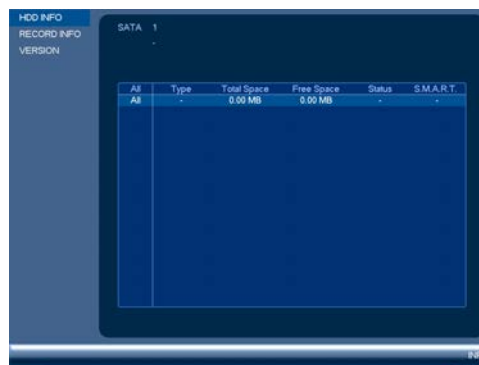 HDD INFO
RECORD INFO
VERSION
SATA 1
-
All Type Total Space Free Space Status S.M.A.R.T.
All - 0.00 MB 0.00 MB - -